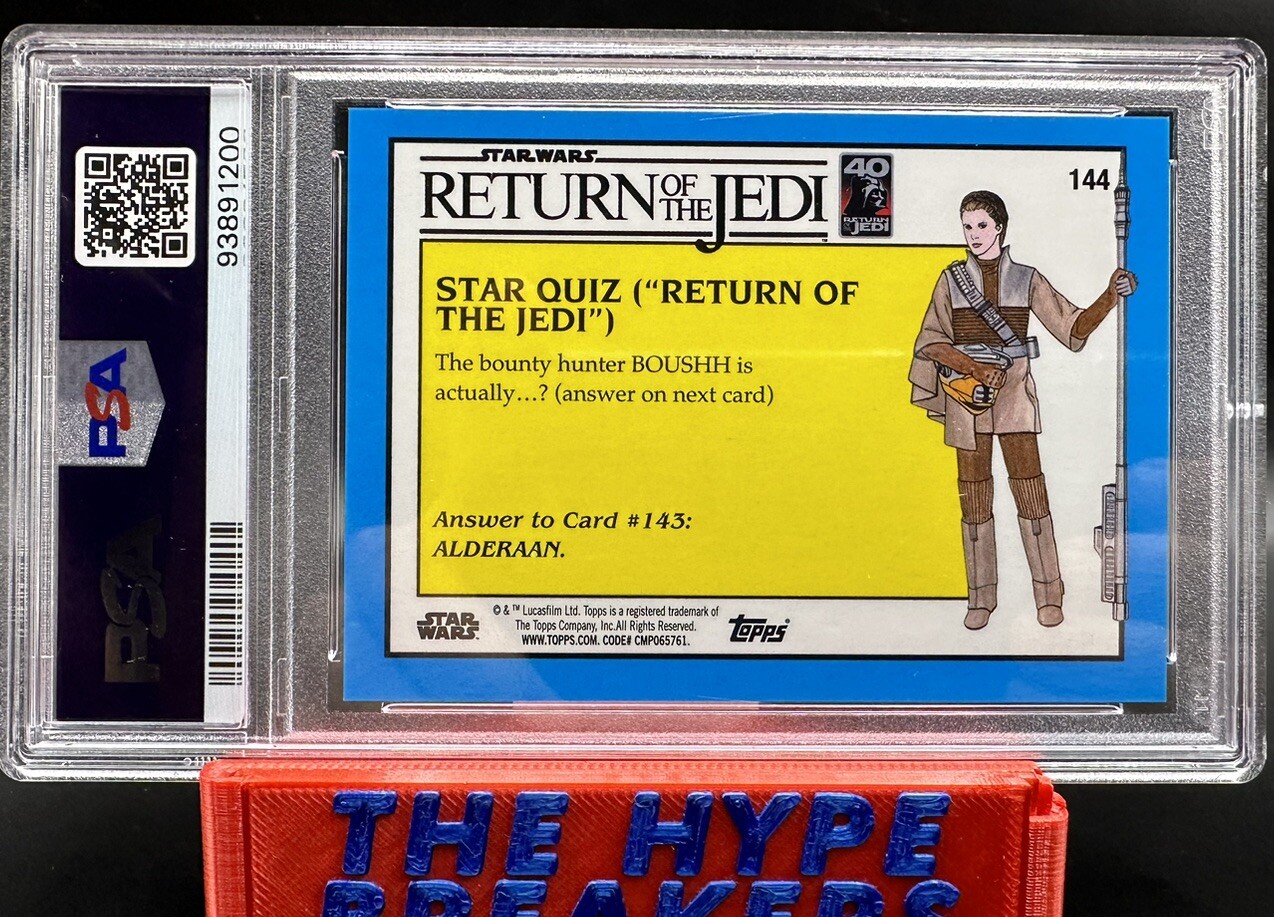 93891200
PSA
PSA
STAR WARS
RETURN OF THE JEDI
™
40
RETURN
OF THE
JEDI
144
STAR QUIZ (“RETURN OF
THE JEDI”)
The bounty hunter BOUSHH is
actually…? (answer on next card)
Answer to Card #143:
ALDERAAN.
STAR
WARS
© & ™ Lucasfilm Ltd. Topps is a registered trademark of
The Topps Company, Inc.All Rights Reserved.
WWW.TOPPS.COM. CODE# CMP065761.
Topps
THE HYPE
BREAKERS